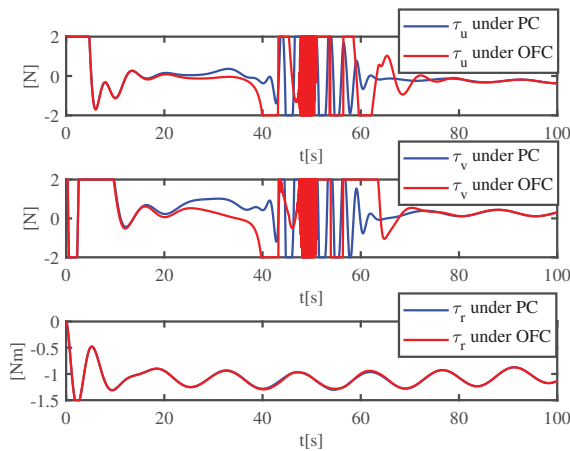 2
0
-2
[N]
0 20 40 60 80 100
t[s]
τu under PC
τu under OFC
2
0
-2
[N]
0 20 40 60 80 100
t[s]
τv under PC
τv under OFC
0
-0.5
-1
-1.5
[Nm]
0 20 40 60 80 100
t[s]
τr under PC
τr under OFC